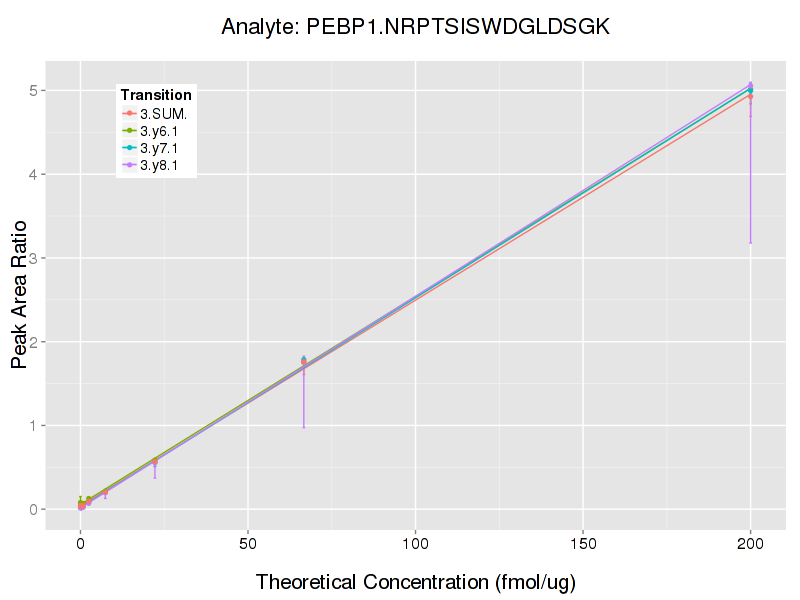 Analyte: PEBP1.NRPTSISWDGLDSGK
Transition
3.SUM.
3.y6.1
3.y7.1
3.y8.1
5
4
3
2
1
0
Peak Area Ratio
0 50 100 150 200
Theoretical Concentration (fmol/ug)